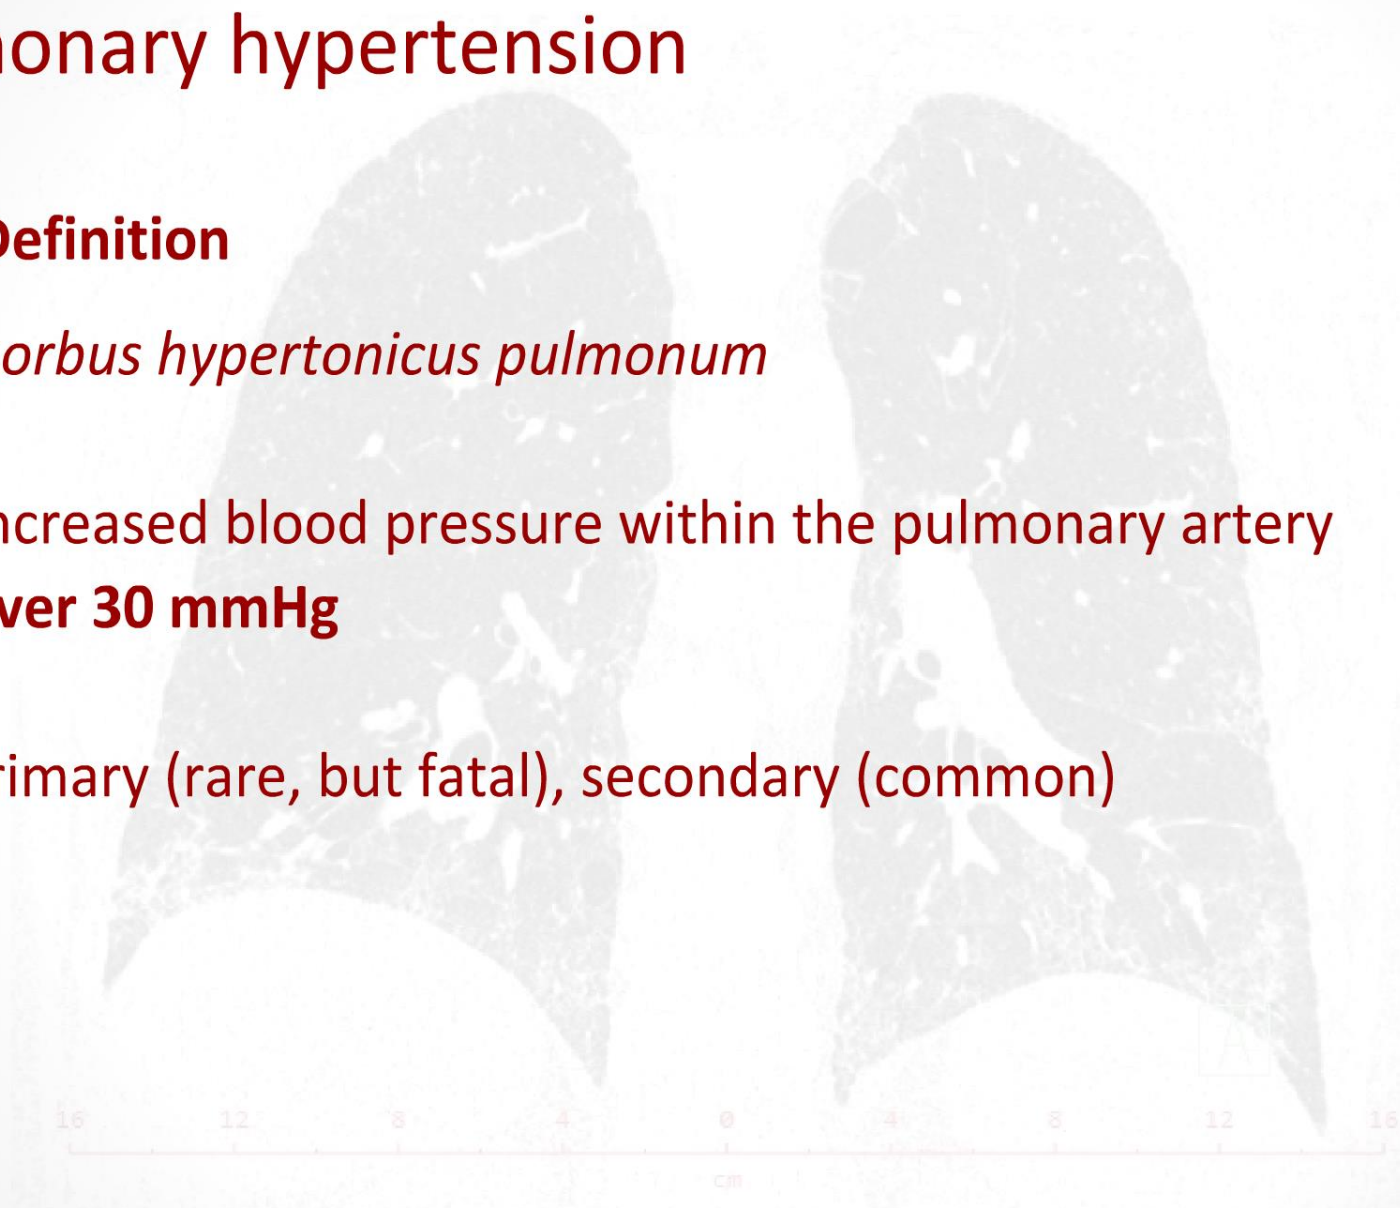 onary hypertension
Definition
orbus hypertonicus pulmonum
ncreased blood pressure within the pulmonary artery
ver 30 mmHg
rimary (rare, but fatal), secondary (common)
A
16 12 8 4 0 4 8 12 16
cm